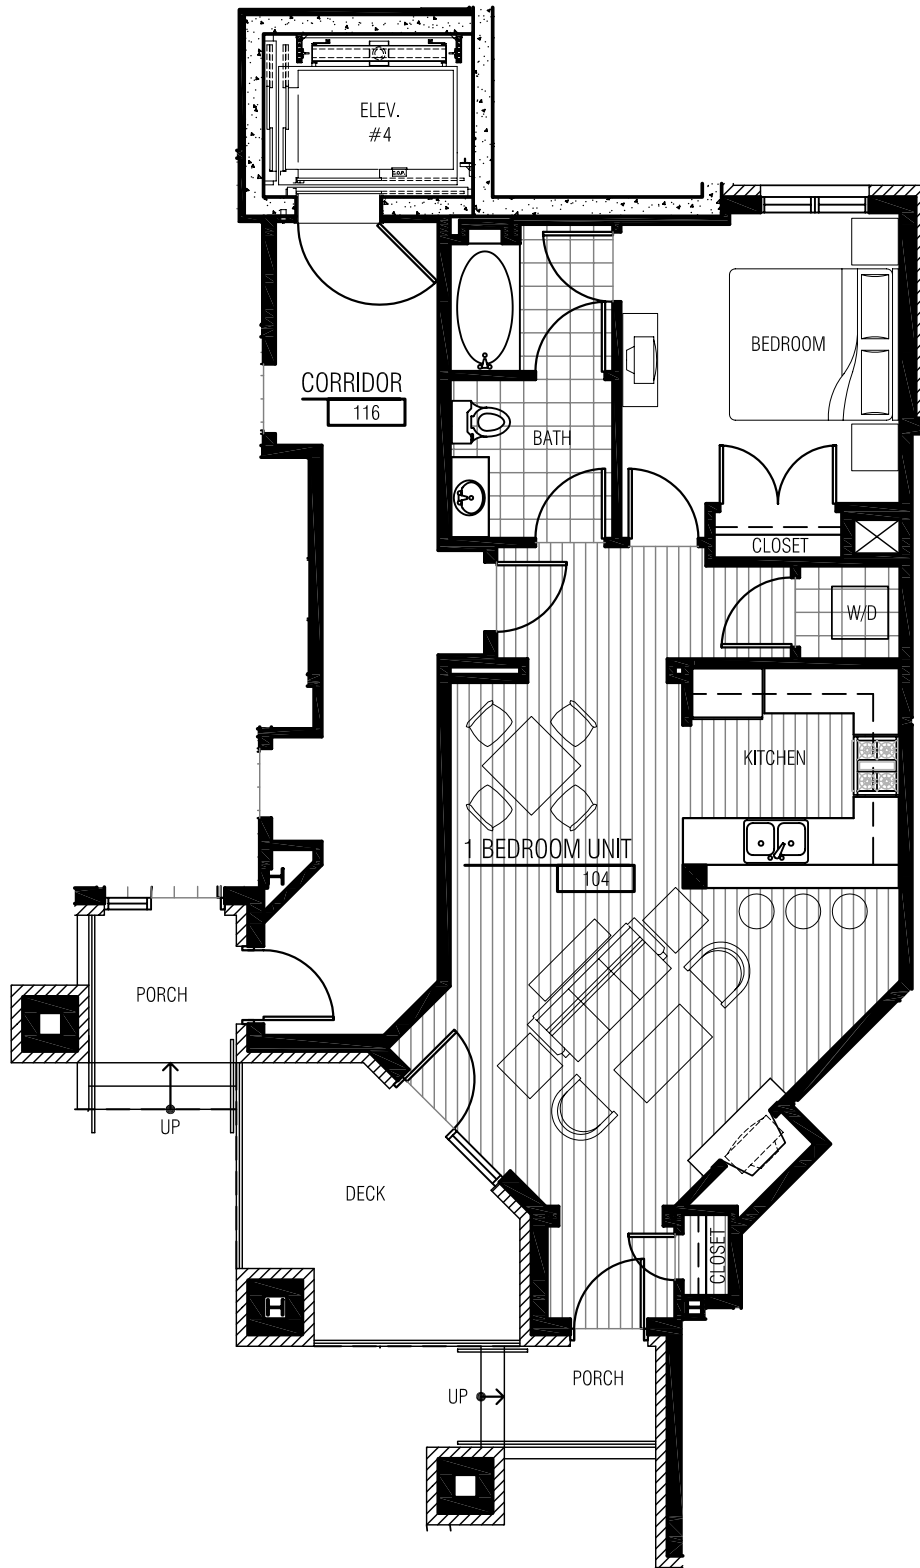 ELEV.
#4
BEDROOM
CORRIDOR
116
BATH
CLOSET
W/D
KITCHEN
1 BEDROOM UNIT
104
PORCH
UP
DECK
CLOSET
PORCH
UP